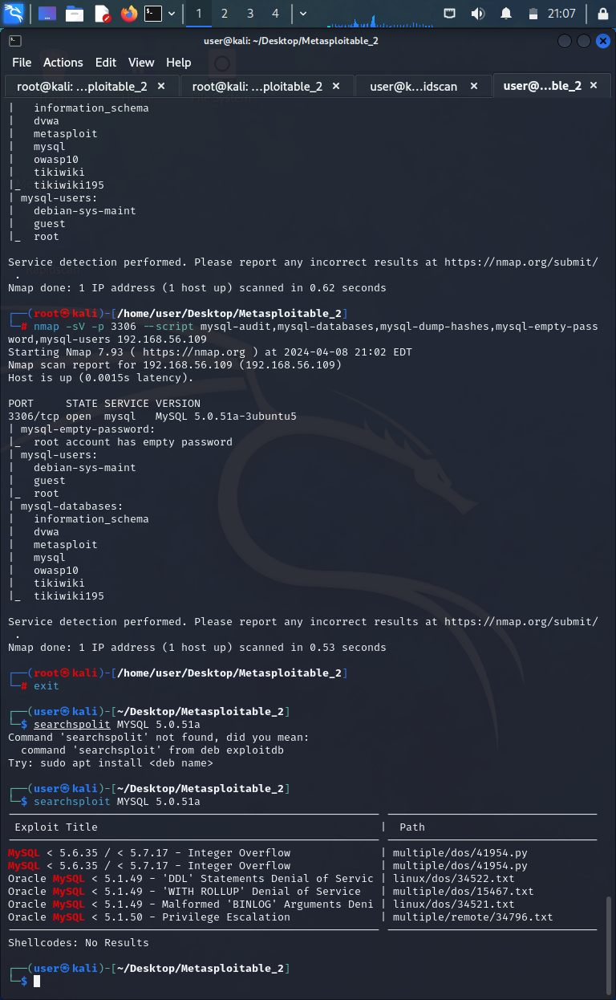 1 2 3 4 21:07
user@kali: ~/Desktop/Metasploitable_2
File Actions Edit View Help
root@kali: ...ploitable_2 × root@kali: ...ploitable_2 × user@k...idscan × user@...ble_2 ×
| information_schema
| dvwa
| metasploit
| mysql
| owasp10
| tikiwiki
|_ tikiwiki195
| mysql-users:
| debian-sys-maint
| guest
|_ root
Service detection performed. Please report any incorrect results at https://nmap.org/submit/
.
Nmap done: 1 IP address (1 host up) scanned in 0.62 seconds
┌──(root㉿kali)-[/home/user/Desktop/Metasploitable_2]
└─# nmap -sV -p 3306 --script mysql-audit,mysql-databases,mysql-dump-hashes,mysql-empty-pass
word,mysql-users 192.168.56.109
Starting Nmap 7.93 ( https://nmap.org ) at 2024-04-08 21:02 EDT
Nmap scan report for 192.168.56.109 (192.168.56.109)
Host is up (0.0015s latency).
PORT STATE SERVICE VERSION
3306/tcp open mysql MySQL 5.0.51a-3ubuntu5
| mysql-empty-password:
|_ root account has empty password
| mysql-users:
| debian-sys-maint
| guest
|_ root
| mysql-databases:
| information_schema
| dvwa
| metasploit
| mysql
| owasp10
| tikiwiki
|_ tikiwiki195
Service detection performed. Please report any incorrect results at https://nmap.org/submit/
.
Nmap done: 1 IP address (1 host up) scanned in 0.53 seconds
┌──(root㉿kali)-[/home/user/Desktop/Metasploitable_2]
└─# exit
┌──(user㉿kali)-[~/Desktop/Metasploitable_2]
└─$ searchspolit MYSQL 5.0.51a
Command 'searchspolit' not found, did you mean:
command 'searchsploit' from deb exploitdb
Try: sudo apt install <deb name>
┌──(user㉿kali)-[~/Desktop/Metasploitable_2]
└─$ searchsploit MYSQL 5.0.51a
Exploit Title | Path
MySQL < 5.6.35 / < 5.7.17 - Integer Overflow | multiple/dos/41954.py
MySQL < 5.6.35 / < 5.7.17 - Integer Overflow | multiple/dos/41954.py
Oracle MySQL < 5.1.49 - 'DDL' Statements Denial of Servic | linux/dos/34522.txt
Oracle MySQL < 5.1.49 - 'WITH ROLLUP' Denial of Service | multiple/dos/15467.txt
Oracle MySQL < 5.1.49 - Malformed 'BINLOG' Arguments Deni | linux/dos/34521.txt
Oracle MySQL < 5.1.50 - Privilege Escalation | multiple/remote/34796.txt
Shellcodes: No Results
┌──(user㉿kali)-[~/Desktop/Metasploitable_2]
└─$